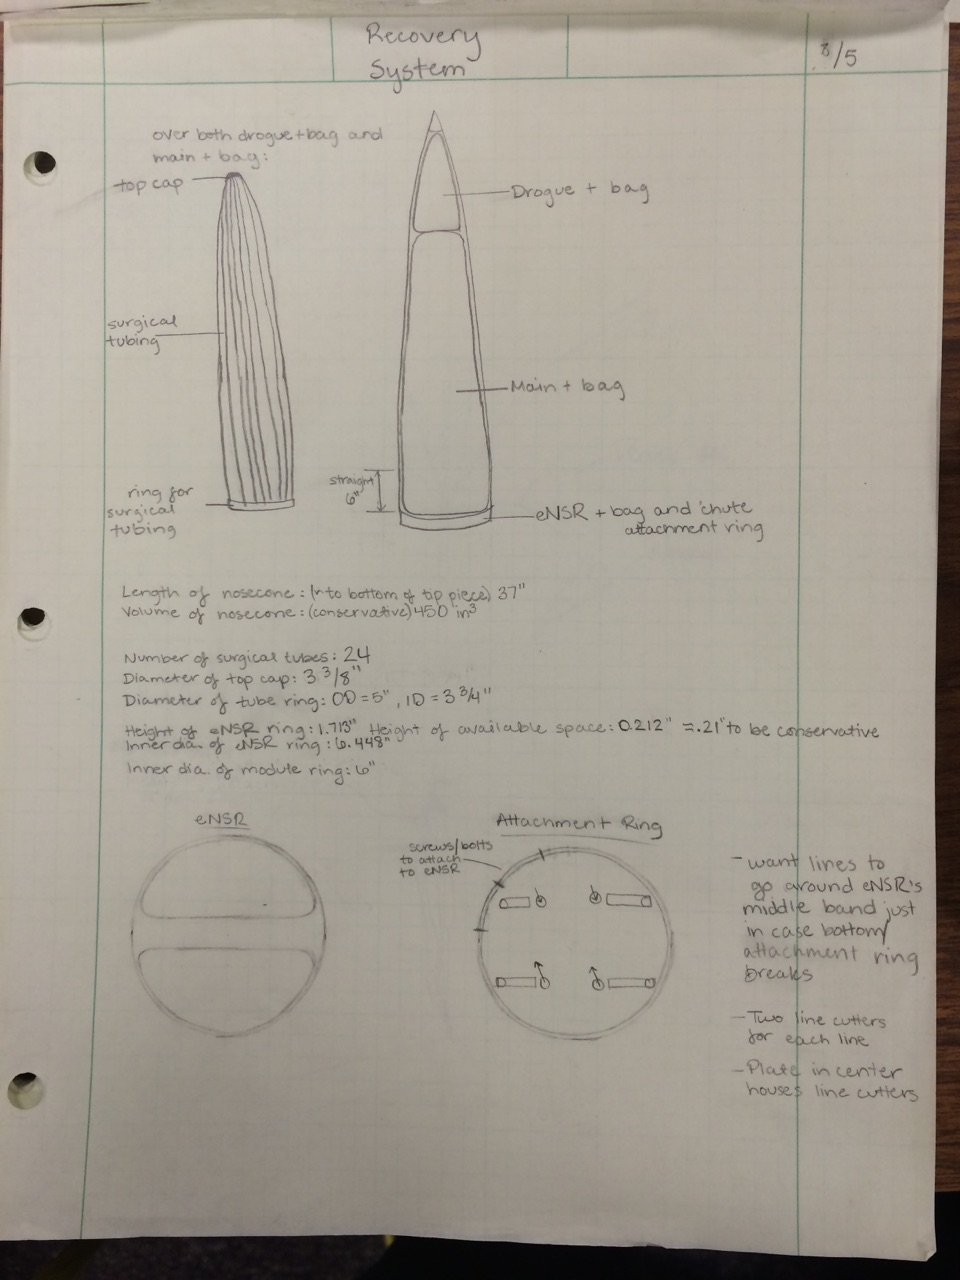 Recovery
System
8/5
over both drogue + bag and
main + bag:
top cap
Drogue + bag
surgical
tubing
Main + bag
straight
6"
ring for
surgical
tubing
eNSR + bag and 'chute
attachment ring
Length of nosecone: ( to bottom of top piece) 37"
Volume of nosecone: (conservative) 450 in³
Number of surgical tubes: 24
Diameter of top cap: 3 3/8"
Diameter of tube ring: OD = 5", ID = 3 3/4"
Height of eNSR ring: 1.713" Height of available space: 0.212" ≈ .21" to be conservative
Inner dia. of eNSR ring: 6.448"
Inner dia. of module ring: 6"
eNSR
Attachment Ring
screws/bolts
to attach
to eNSR
- want lines to
go around eNSR's
middle band just
in case bottom/
attachment ring
breaks
- Two line cutters
for each line
- Plate in center
houses line cutters